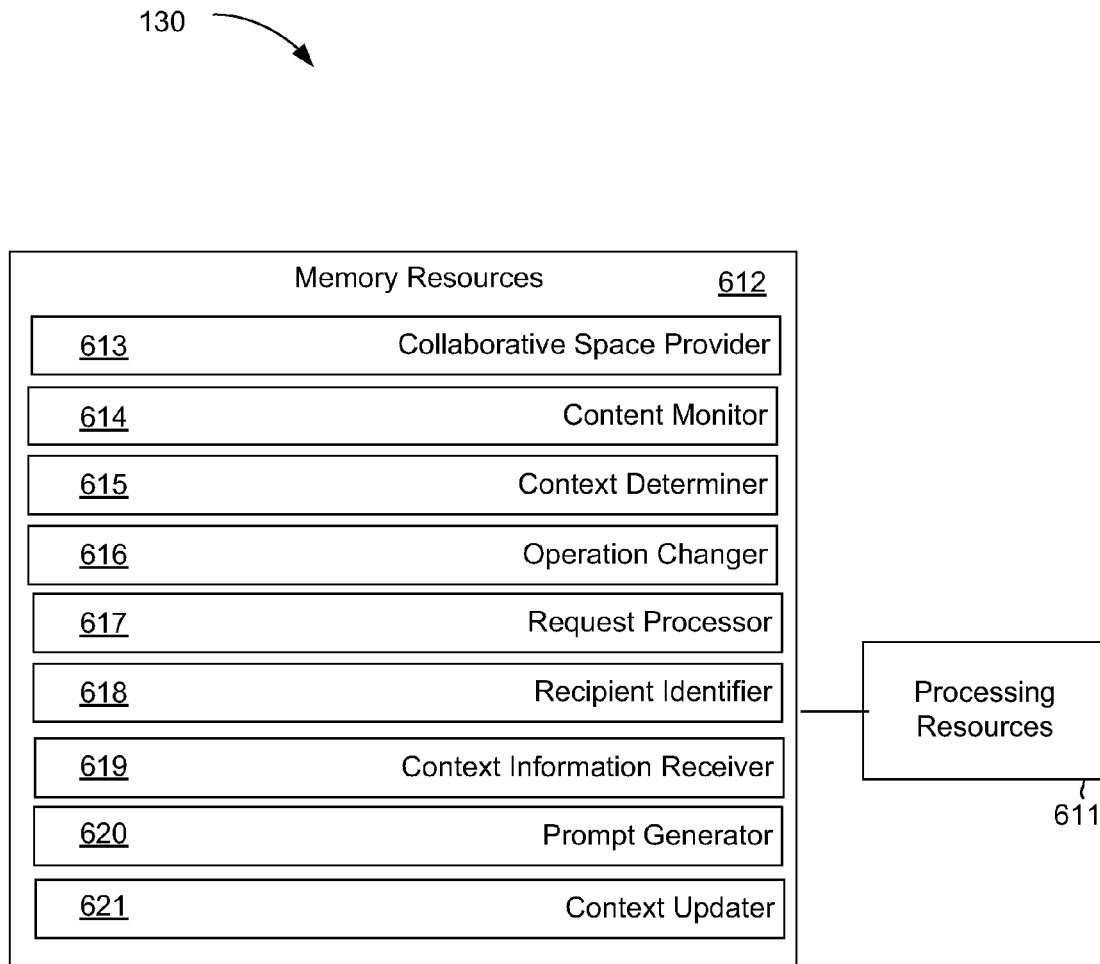 130
Memory Resources 612
613 Collaborative Space Provider
614 Content Monitor
615 Context Determiner
616 Operation Changer
617 Request Processor
618 Recipient Identifier
619 Context Information Receiver
620 Prompt Generator
621 Context Updater
Processing
Resources
611